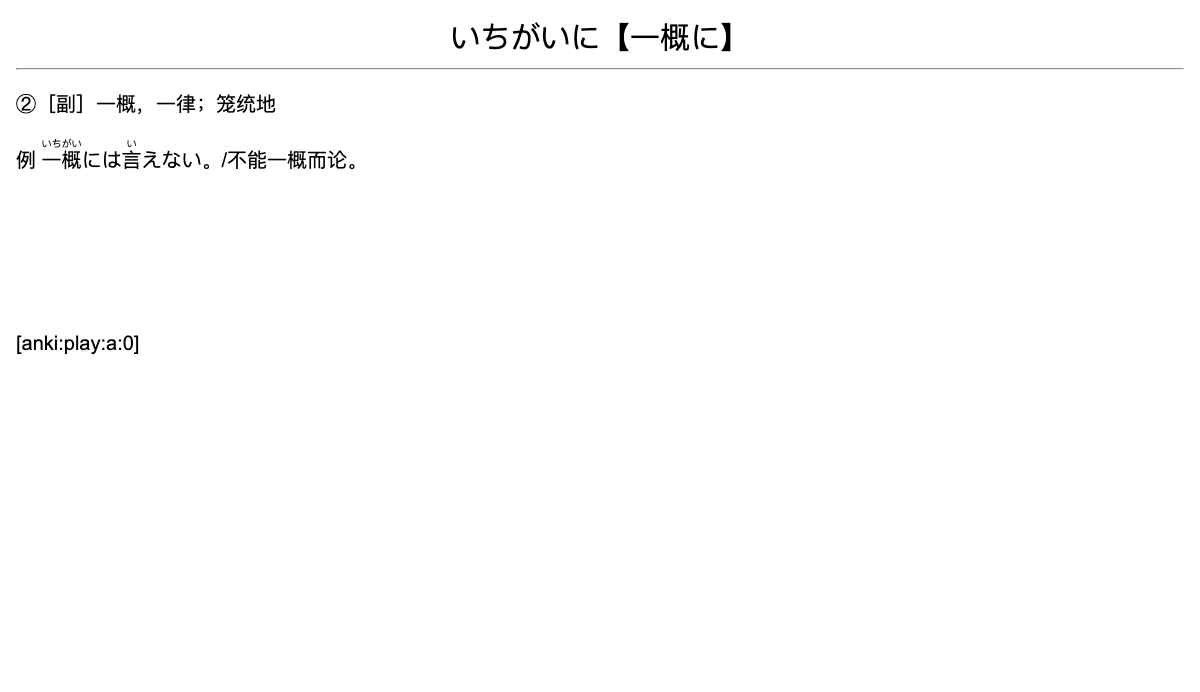 いちがいに【一概に】
②［副］一概，一律；笼统地
いちがい い
例 一概には言えない。/不能一概而论。
[anki:play:a:0]